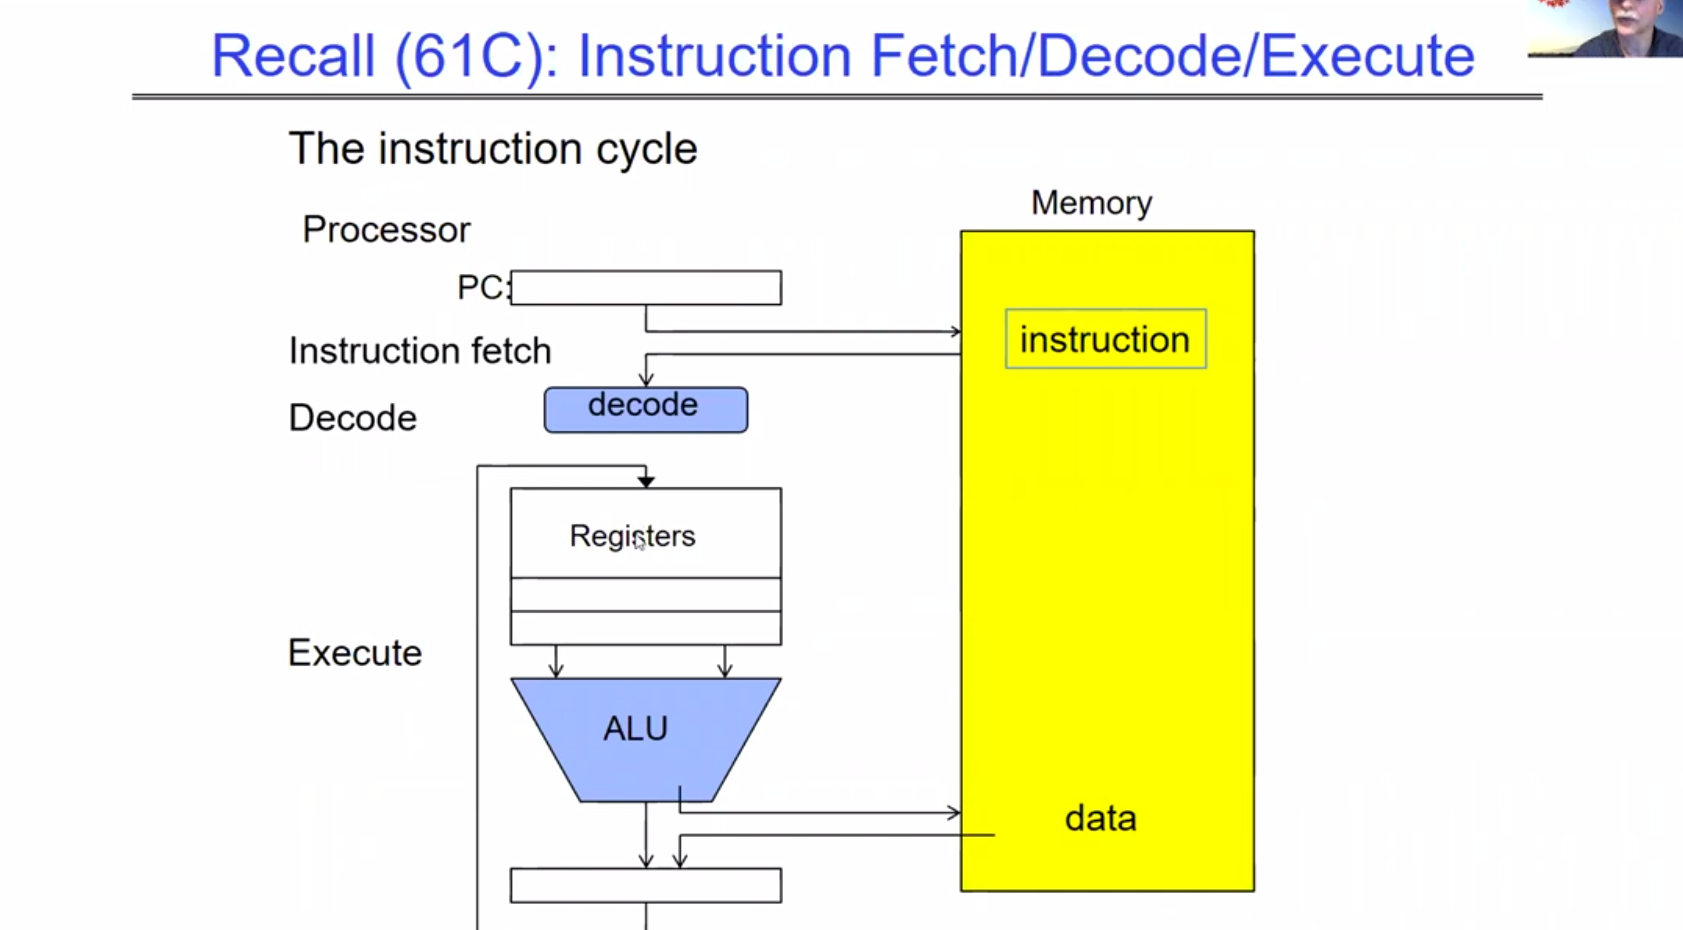 Recall (61C): Instruction Fetch/Decode/Execute
The instruction cycle
Memory
Processor
PC:
instruction
Instruction fetch
decode
Decode
Registers
Execute
ALU
data